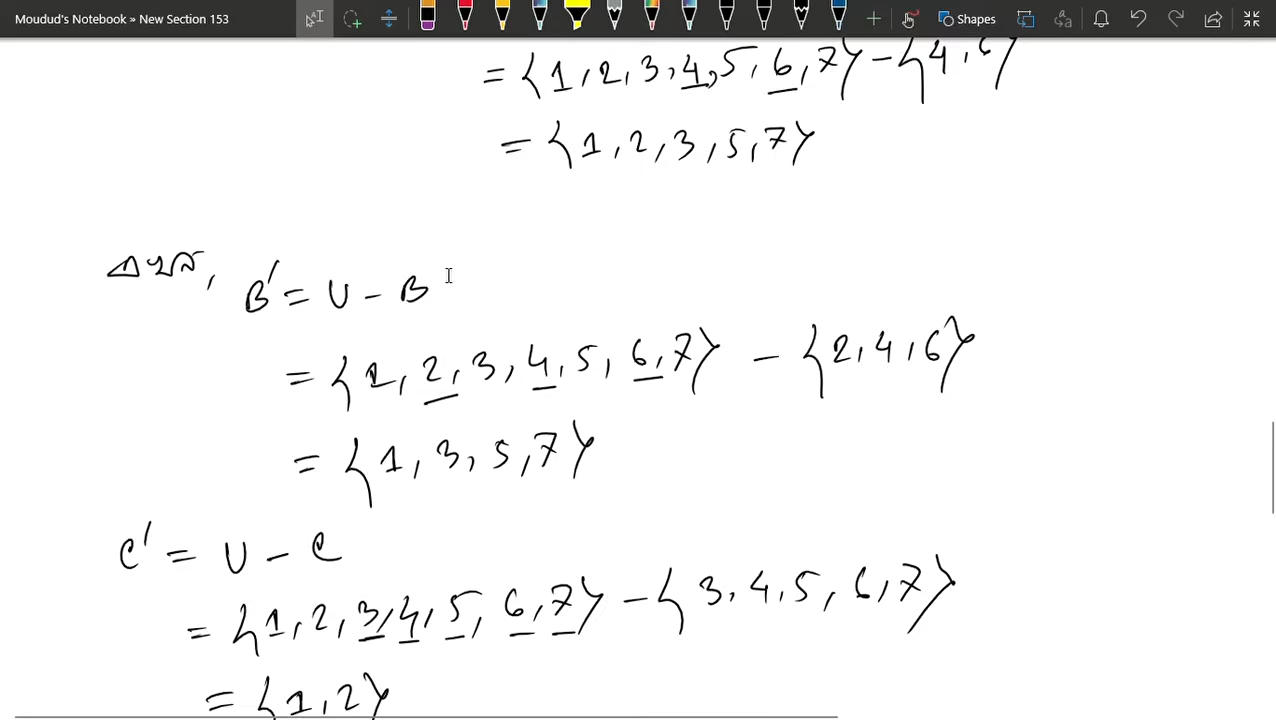 Moudud's Notebook » New Section 153
Shapes
= {1, 2, 3, 4, 5, 6, 7} - {4, 6}
= {1, 2, 3, 5, 7}
এখন, B' = U - B
= {1, 2, 3, 4, 5, 6, 7} - {2, 4, 6}
= {1, 3, 5, 7}
C' = U - C
= {1, 2, 3, 4, 5, 6, 7} - {3, 4, 5, 6, 7}
= {1, 2}